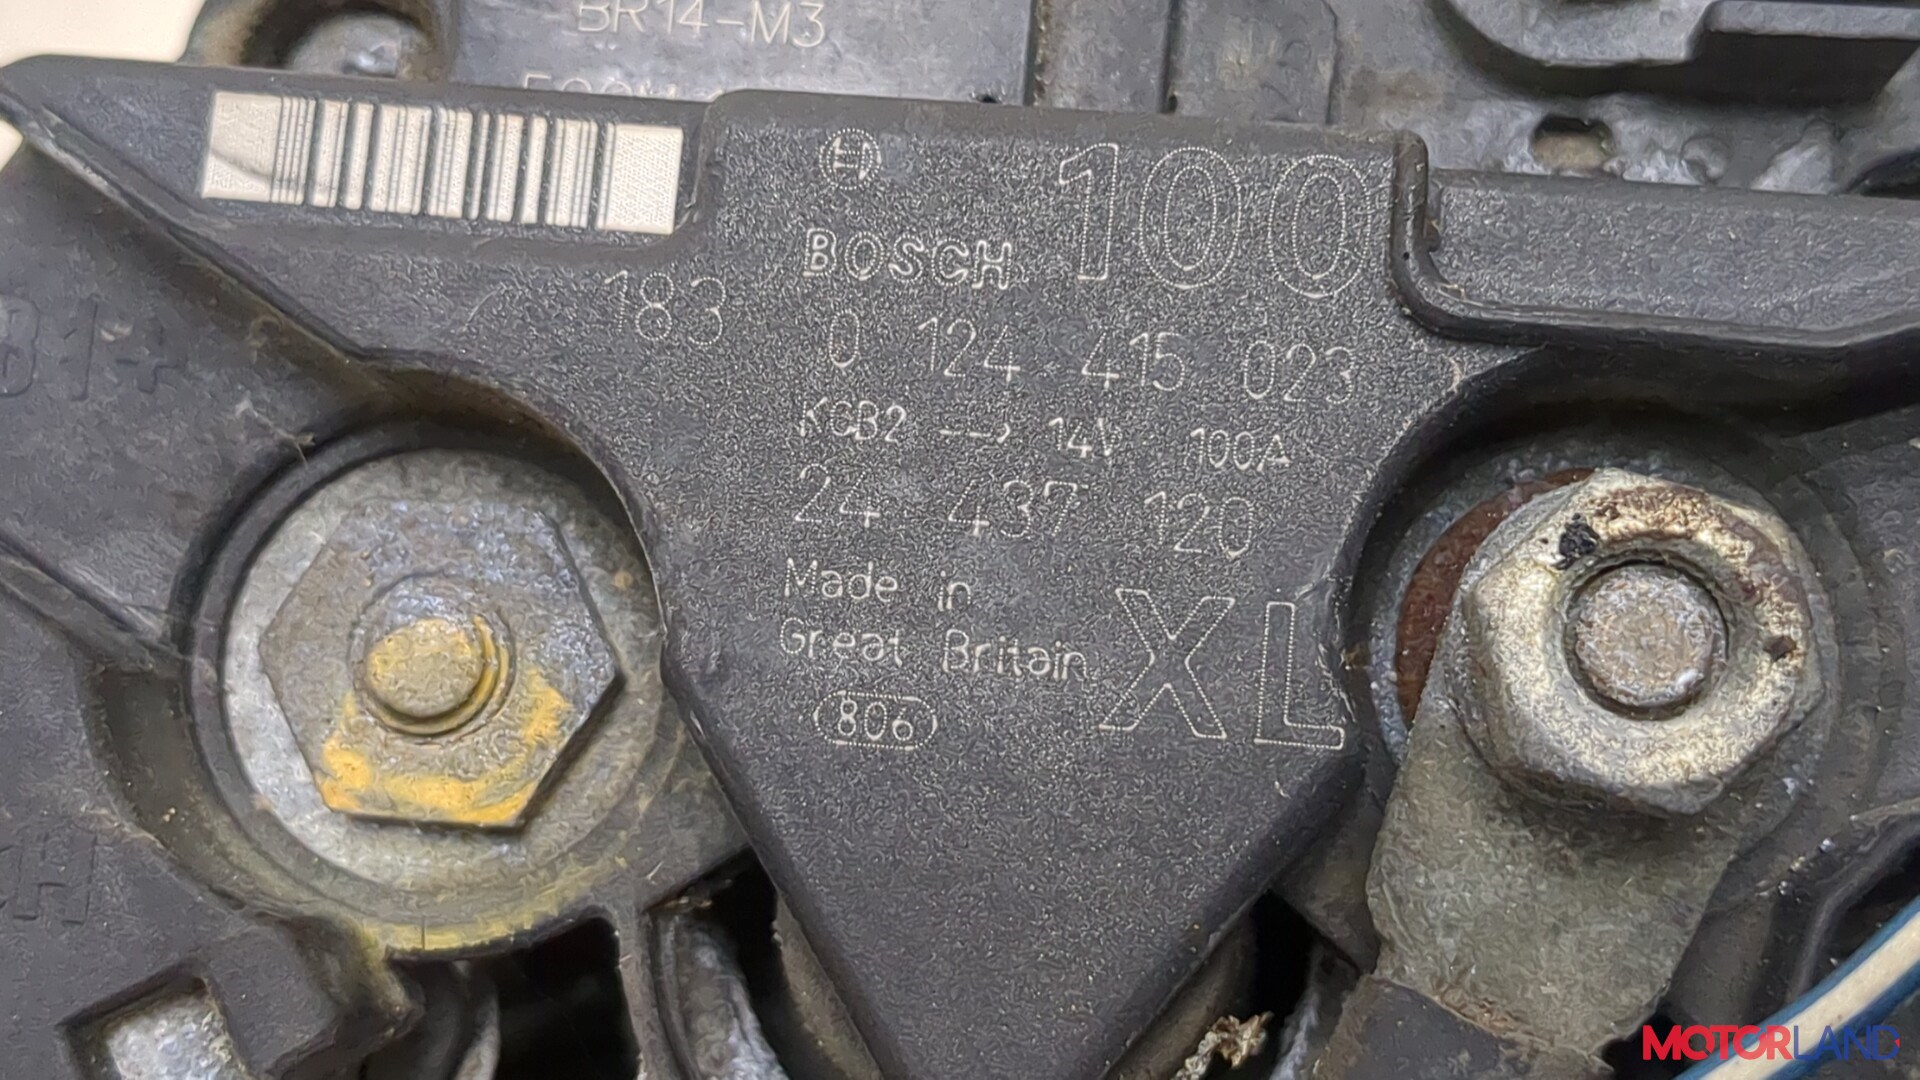 BR14-M3
100
BOSCH
183
0 124 415 023
KCB2 --> 14V 100A
24 437 120
Made in
Great Britain
XL
806
B1+
MOTORLAND